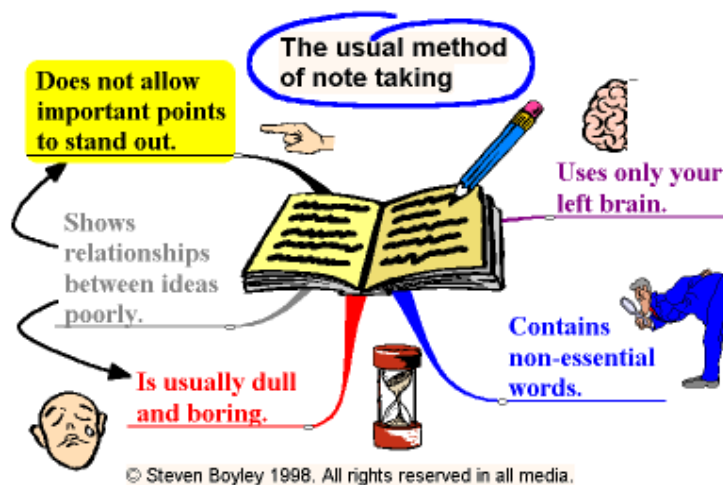 The usual method
of note taking
Does not allow
important points
to stand out.
Uses only your
left brain.
Shows
relationships
between ideas
poorly.
Contains
non-essential
words.
Is usually dull
and boring.
© Steven Boyley 1998. All rights reserved in all media.